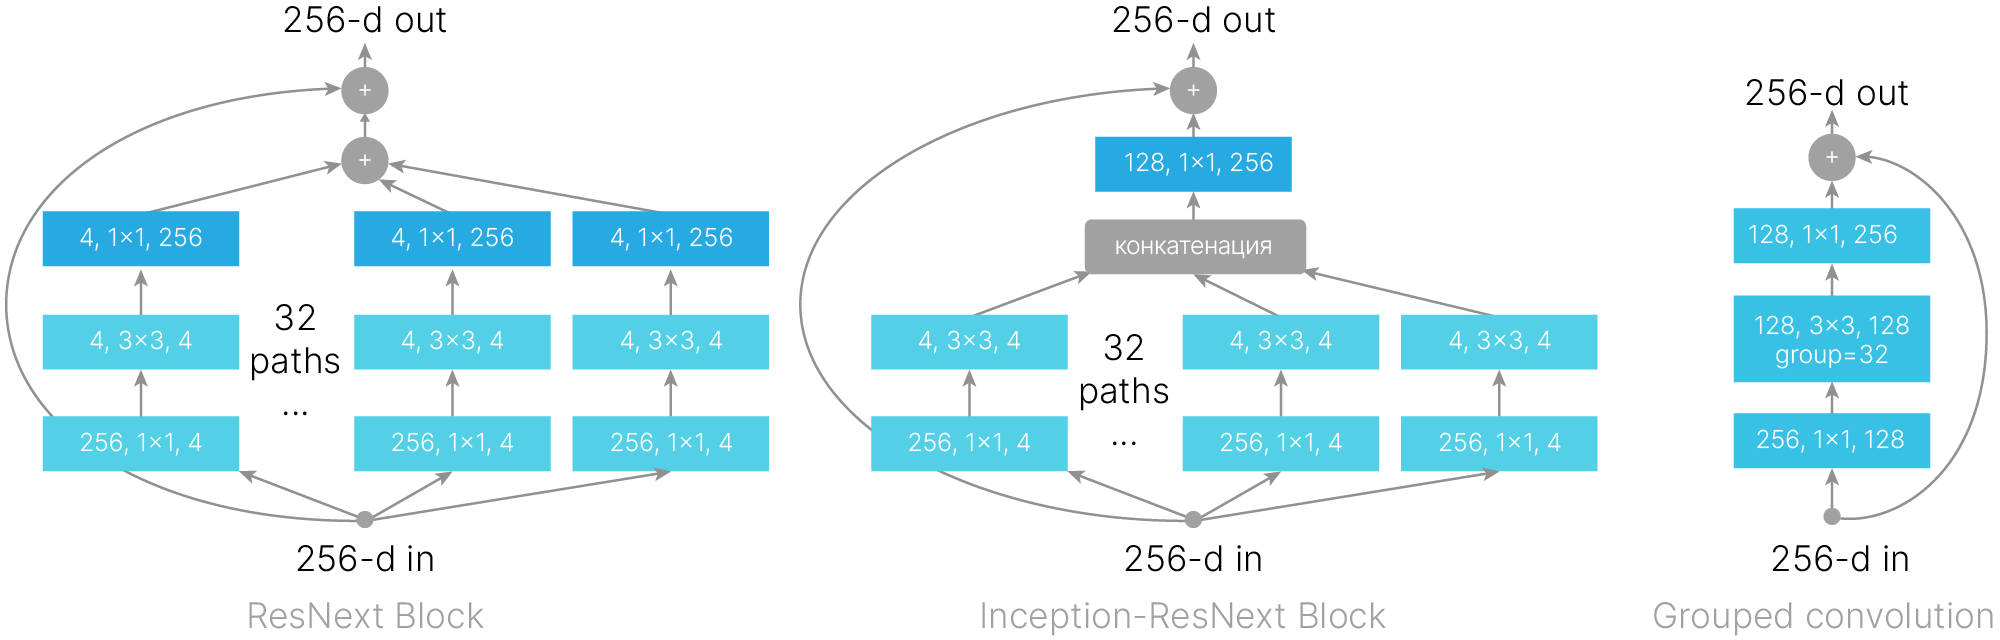 256-d out
+
+
4, 1×1, 256
4, 1×1, 256
4, 1×1, 256
4, 3×3, 4
32
paths
...
4, 3×3, 4
4, 3×3, 4
256, 1×1, 4
256, 1×1, 4
256, 1×1, 4
256-d in
ResNext Block
256-d out
+
128, 1×1, 256
конкатенация
4, 3×3, 4
32
paths
...
4, 3×3, 4
4, 3×3, 4
256, 1×1, 4
256, 1×1, 4
256, 1×1, 4
256-d in
Inception-ResNext Block
256-d out
+
128, 1×1, 256
128, 3×3, 128
group=32
256, 1×1, 128
256-d in
Grouped convolution